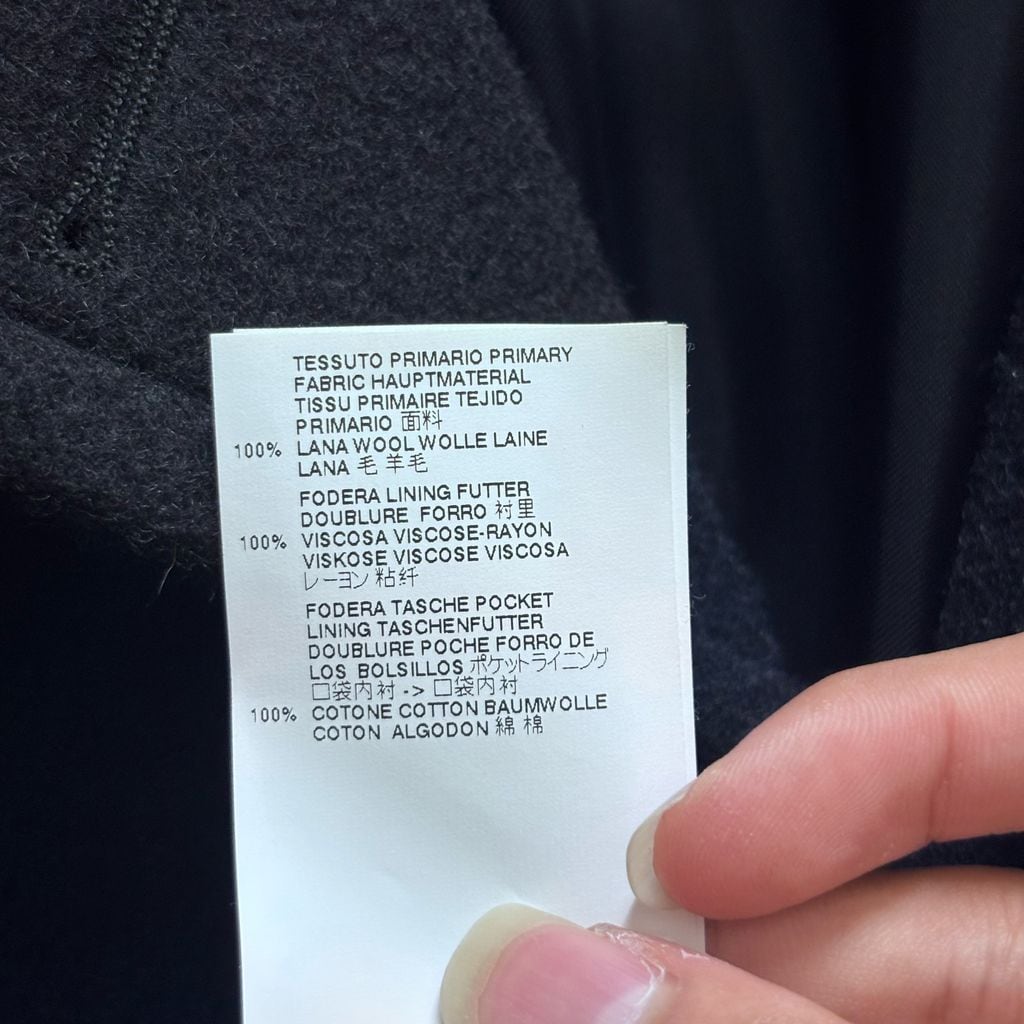 TESSUTO PRIMARIO PRIMARY
FABRIC HAUPTMATERIAL
TISSU PRIMAIRE TEJIDO
PRIMARIO 面料
100% LANA WOOL WOLLE LAINE
LANA 毛 羊毛
FODERA LINING FUTTER
DOUBLURE FORRO 衬里
100% VISCOSA VISCOSE-RAYON
VISKOSE VISCOSE VISCOSA
レーヨン 粘纤
FODERA TASCHE POCKET
LINING TASCHENFUTTER
DOUBLURE POCHE FORRO DE
LOS BOLSILLOS ポケットライニング
口袋内衬 -> 口袋内衬
100% COTONE COTTON BAUMWOLLE
COTON ALGODON 綿 棉